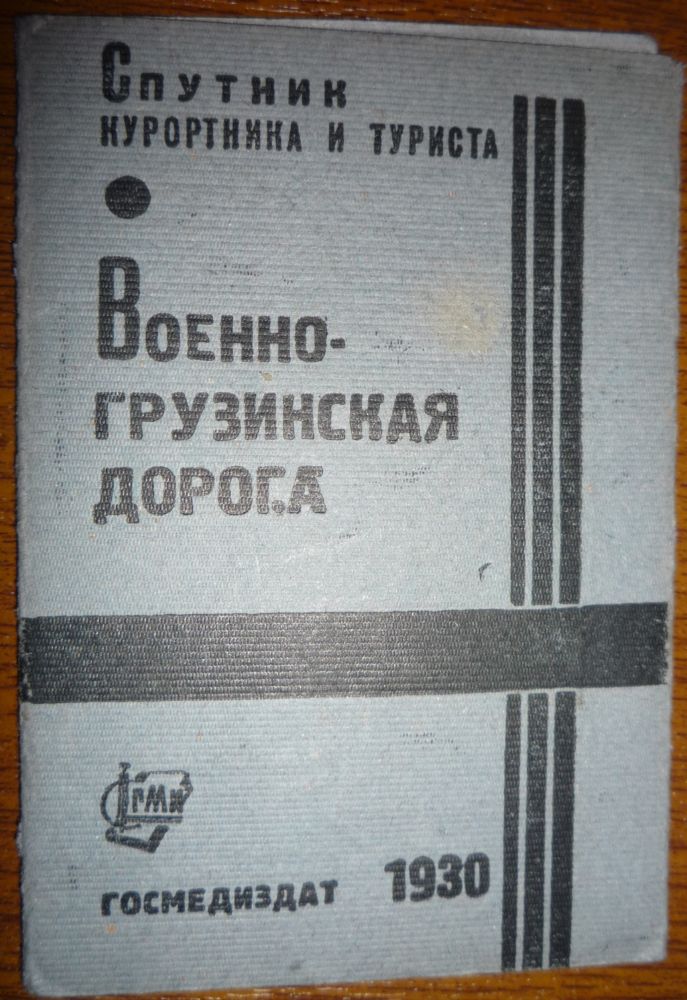 Спутник
курортника и туриста
Военно-
грузинская
дорога
гМи
Госмедиздат 1930